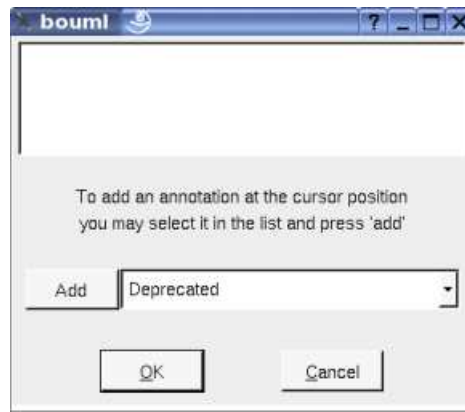 bouml
To add an annotation at the cursor position
you may select it in the list and press 'add'
Add
Deprecated
OK
Cancel